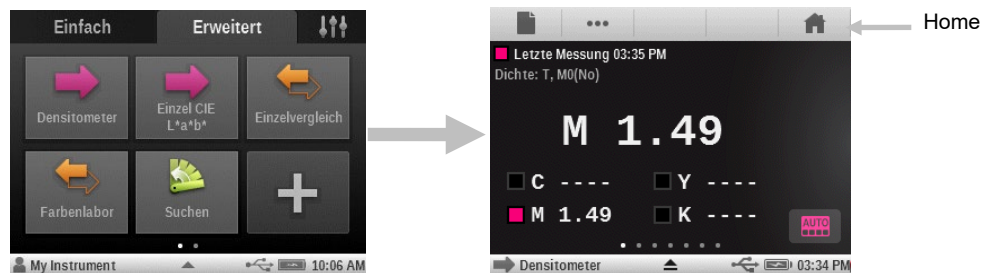 Einfach Erweitert
Densitometer
Einzel CIE
L*a*b*
Einzelvergleich
Farbenlabor
Suchen
My Instrument 10:06 AM
Home
Letzte Messung 03:35 PM
Dichte: T, M0(No)
M 1.49
C ---- Y ----
M 1.49 K ----
AUTO
Densitometer 03:34 PM